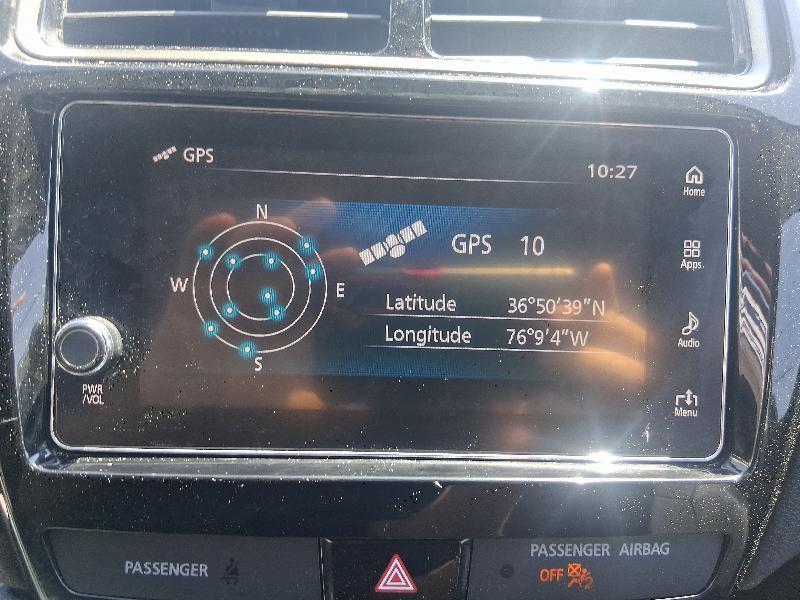 GPS
10:27
Home
N
W
E
S
GPS 10
Apps.
Latitude 36°50'39"N
Longitude 76°9'4"W
Audio
PWR
/VOL
Menu
PASSENGER
PASSENGER AIRBAG
OFF